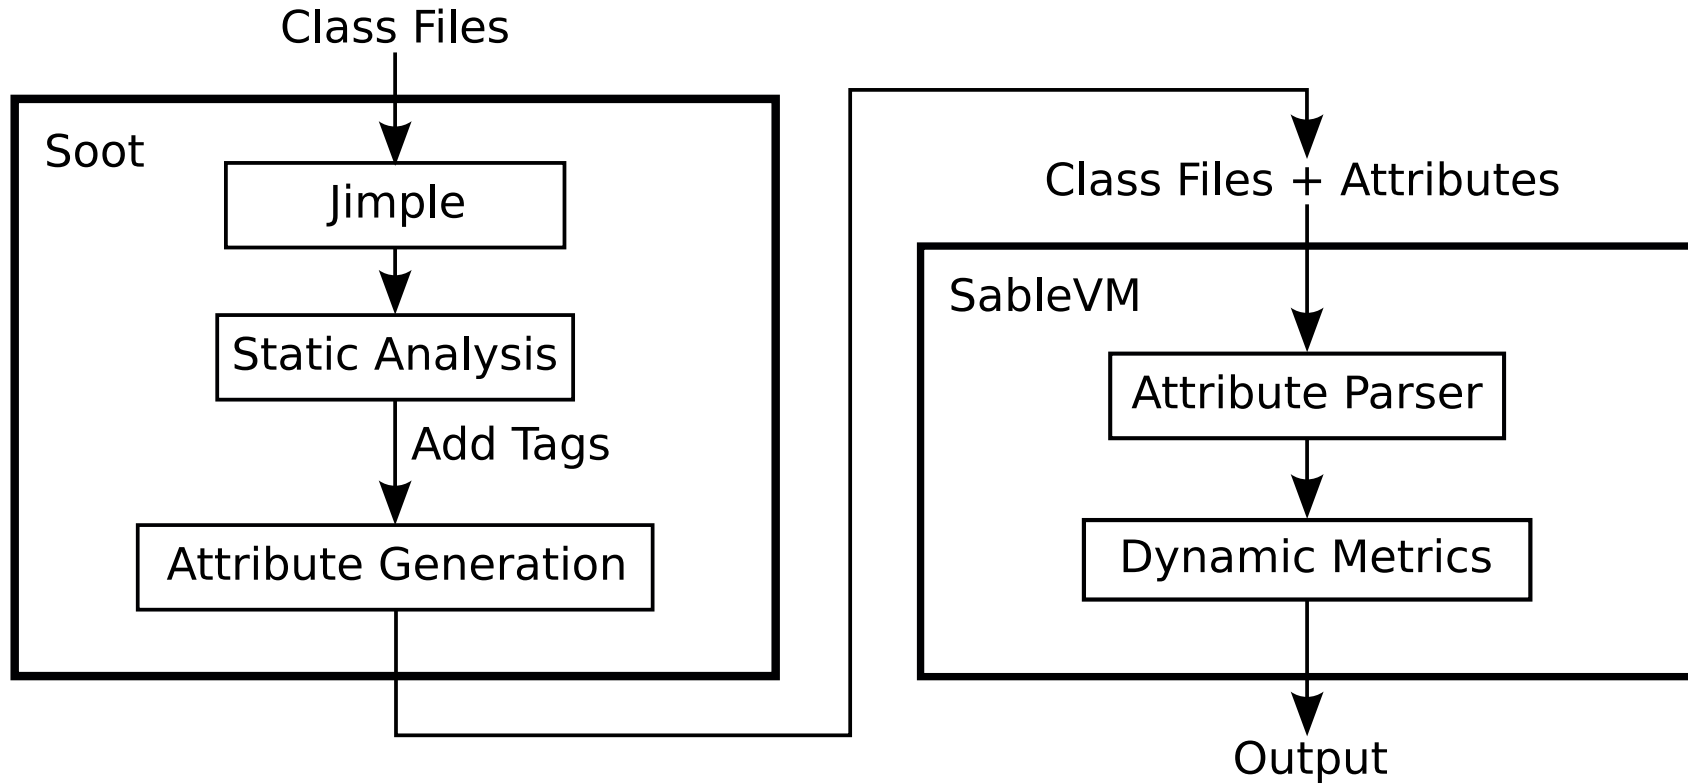 Class Files
Soot
Jimple
Static Analysis
Add Tags
Attribute Generation
Class Files + Attributes
SableVM
Attribute Parser
Dynamic Metrics
Output